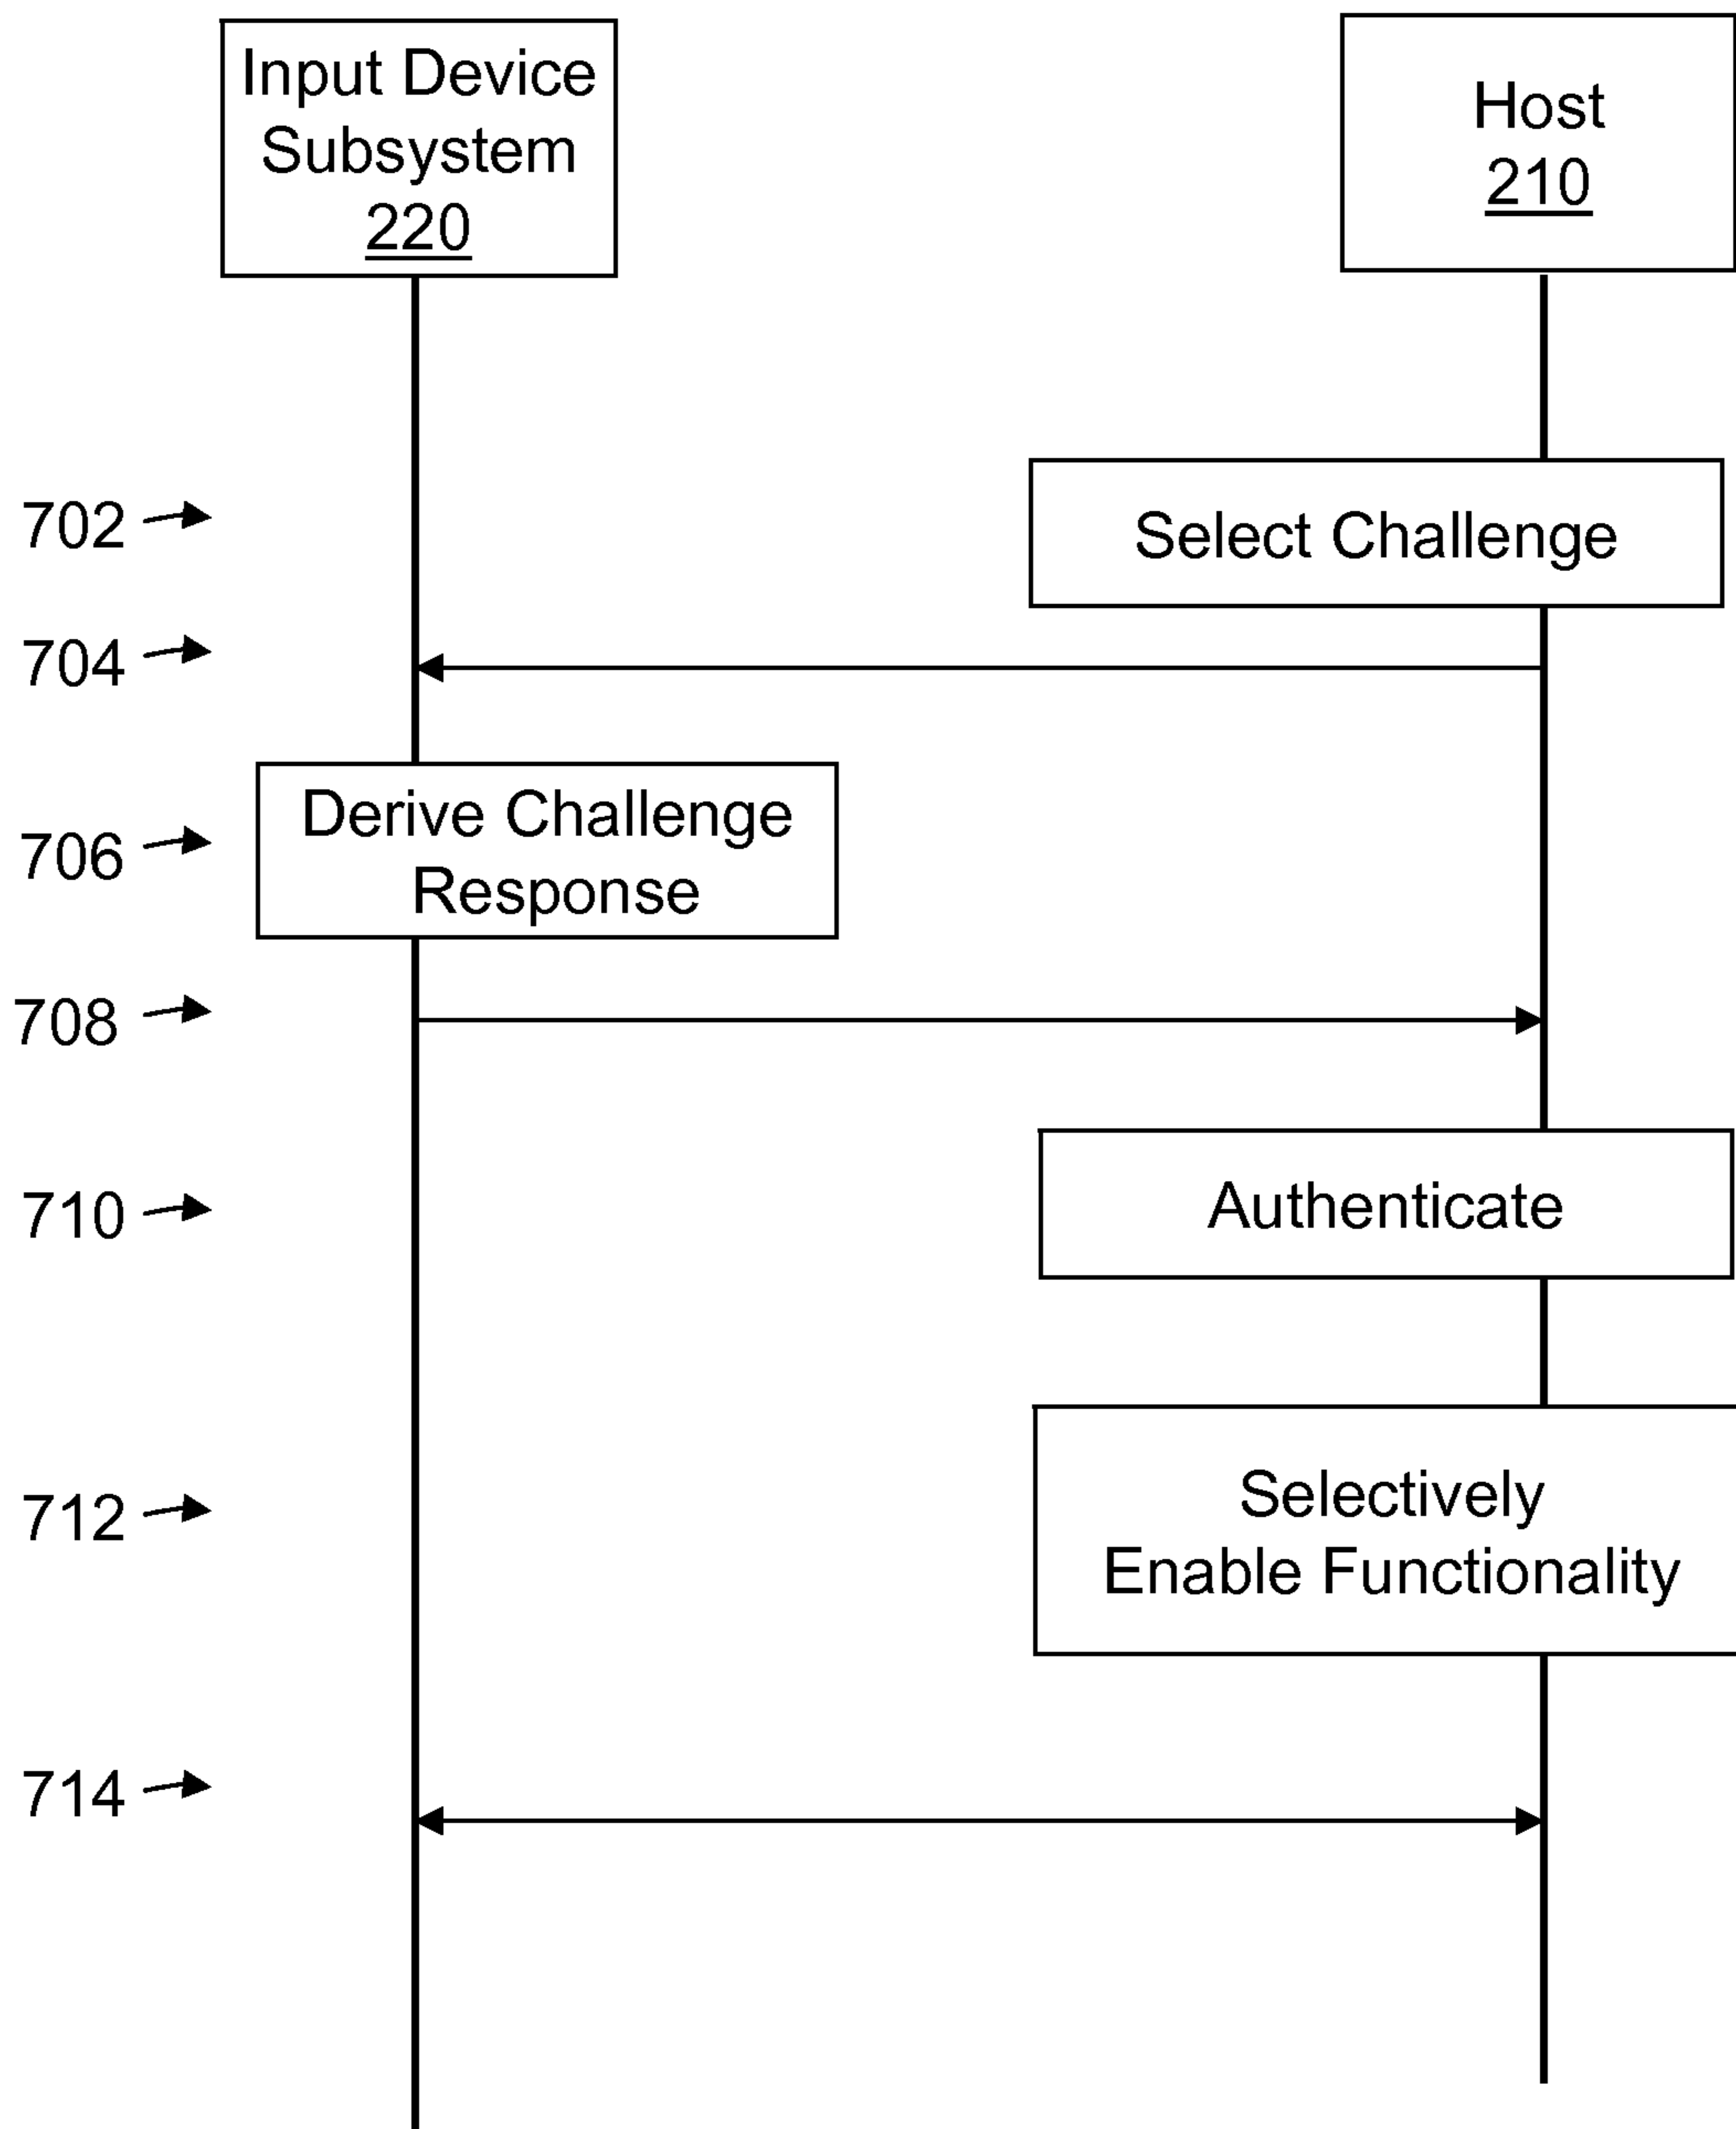 Input Device
Subsystem
220
Host
210
702
Select Challenge
704
706
Derive Challenge
Response
708
710
Authenticate
712
Selectively
Enable Functionality
714